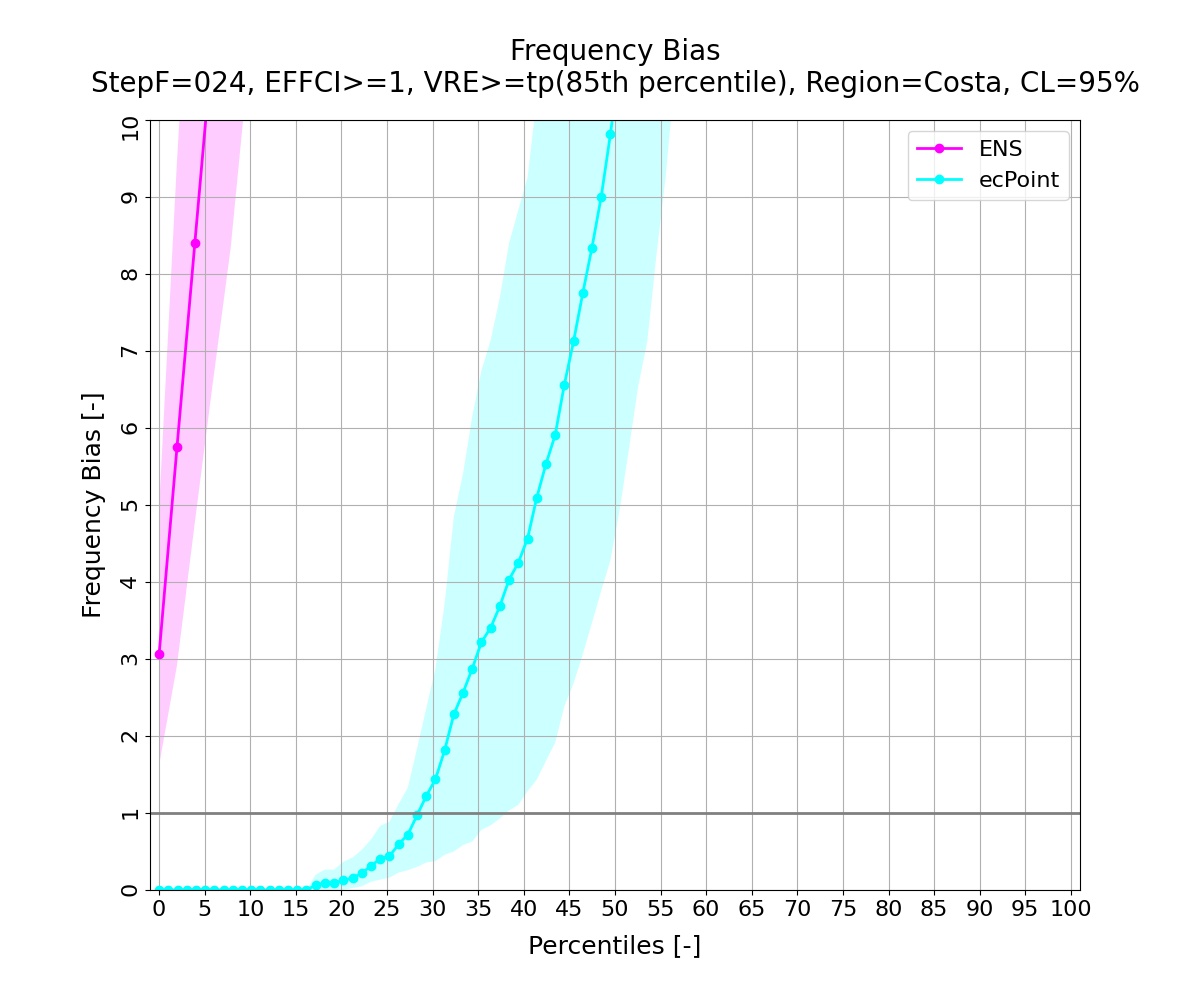 Frequency Bias
StepF=024, EFFCI>=1, VRE>=tp(85th percentile), Region=Costa, CL=95%
10
9
8
7
6
5
4
3
2
1
0
Frequency Bias [-]
ENS
ecPoint
0 5 10 15 20 25 30 35 40 45 50 55 60 65 70 75 80 85 90 95 100
Percentiles [-]